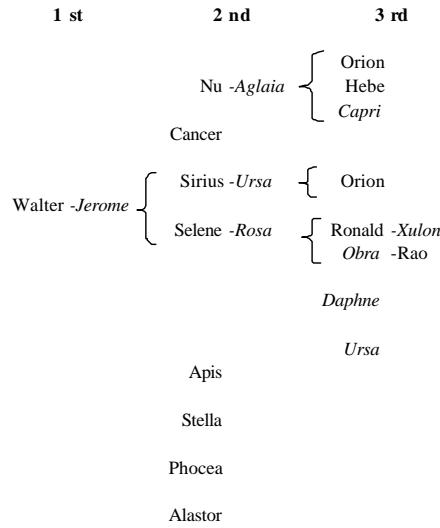 1 st 2 nd 3 rd
Orion
Nu -Aglaia Hebe
Capri
Cancer
Sirius -Ursa Orion
Walter -Jerome
Selene -Rosa Ronald -Xulon
Obra -Rao
Daphne
Ursa
Apis
Stella
Phocea
Alastor